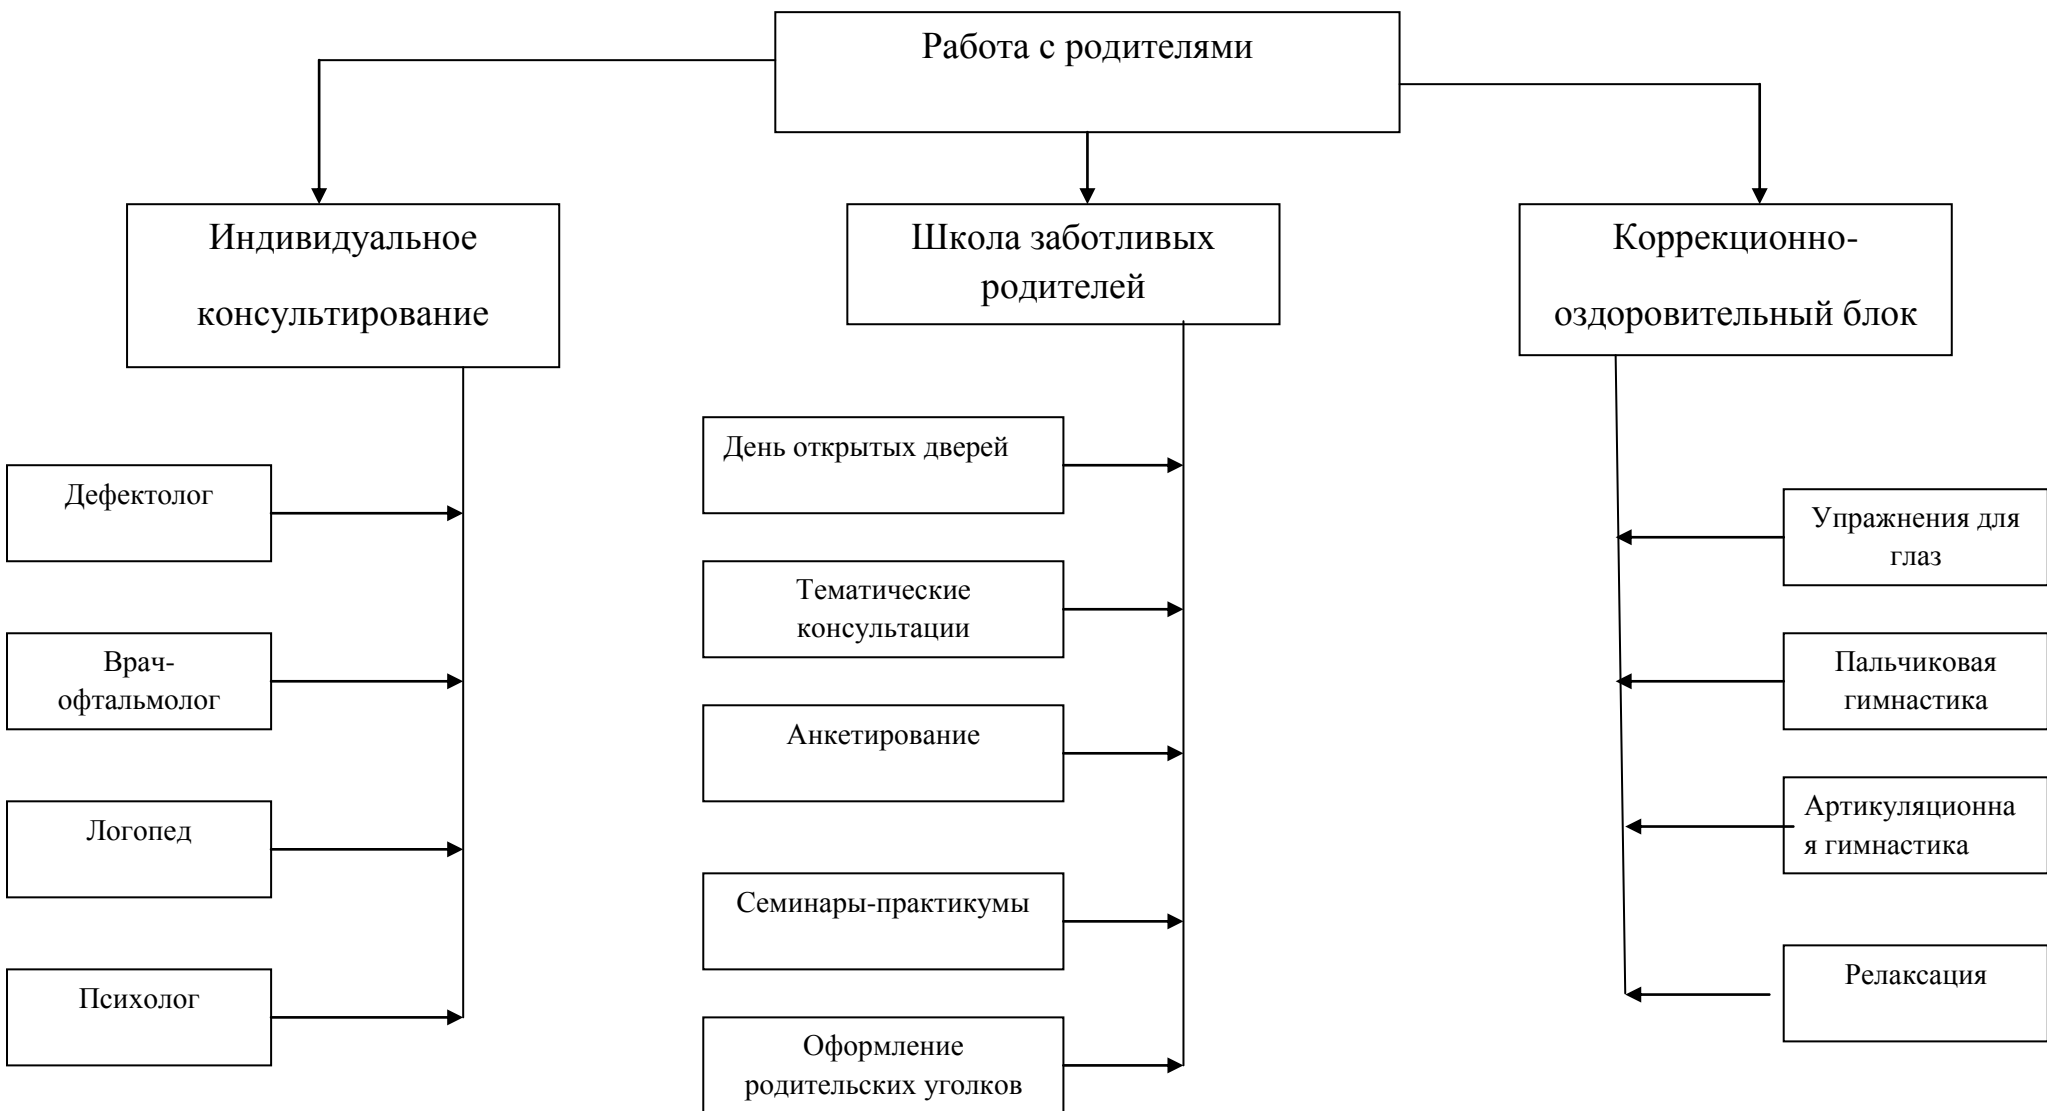 Работа с родителями
Индивидуальное
консультирование
Школа заботливых
родителей
Коррекционно-
оздоровительный блок
Дефектолог
Врач-
офтальмолог
Логопед
Психолог
День открытых дверей
Тематические
консультации
Анкетирование
Семинары-практикумы
Оформление
родительских уголков
Упражнения для
глаз
Пальчиковая
гимнастика
Артикуляционна
я гимнастика
Релаксация